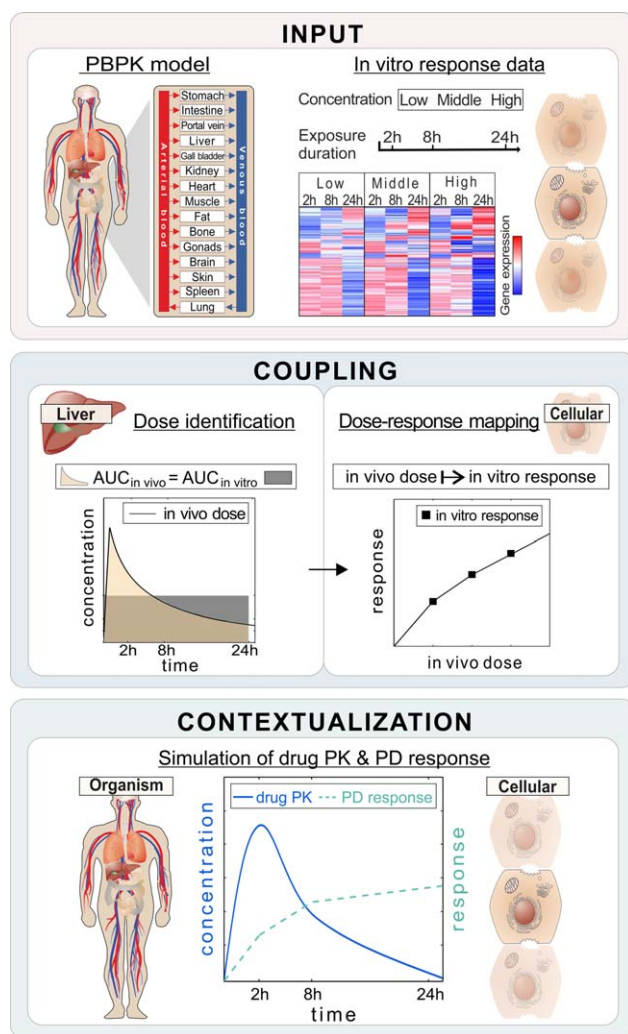 INPUT
PBPK model
Arterial blood
Stomach
Intestine
Portal vein
Liver
Gall bladder
Kidney
Heart
Muscle
Fat
Bone
Gonads
Brain
Skin
Spleen
Lung
Venous blood
In vitro response data
Concentration Low Middle High
Exposure duration
2h 8h 24h
Low Middle High
2h 8h 24h 2h 8h 24h 2h 8h 24h
Gene expression
COUPLING
Liver
Dose identification
AUCin vivo = AUCin vitro
in vivo dose
concentration
2h 8h 24h
time
Dose-response mapping
Cellular
in vivo dose ↦ in vitro response
in vitro response
response
in vivo dose
CONTEXTUALIZATION
Simulation of drug PK & PD response
Organism
drug PK PD response
concentration
response
2h 8h 24h
time
Cellular